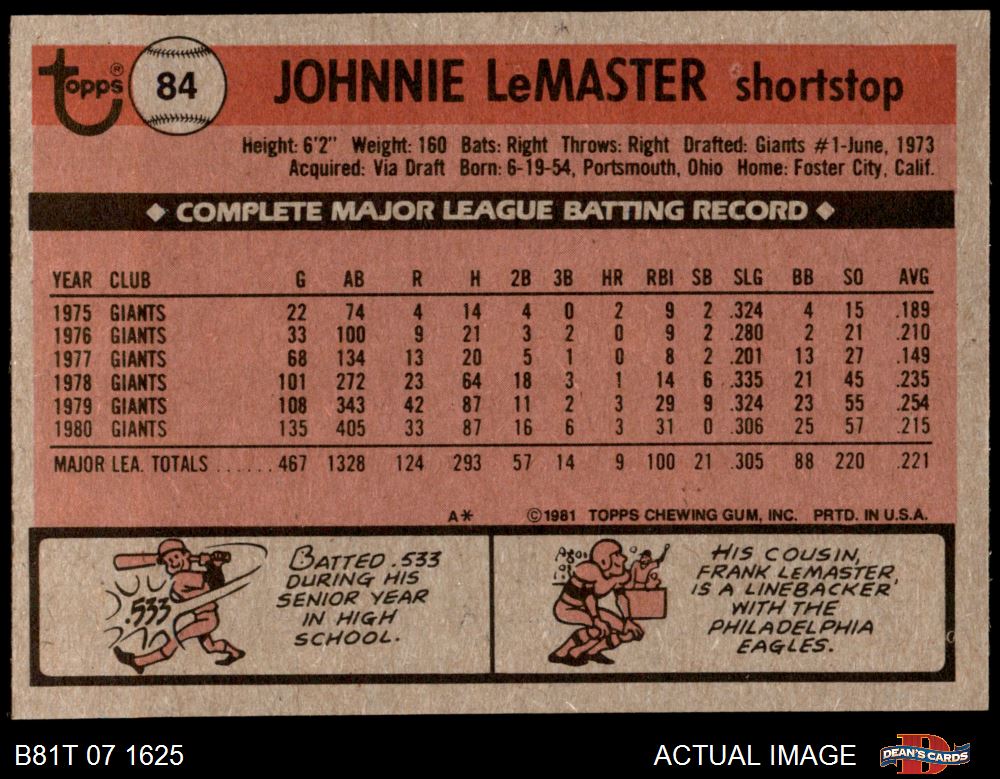 topps® 84 JOHNNIE LeMASTER shortstop
Height: 6'2" Weight: 160 Bats: Right Throws: Right Drafted: Giants #1-June, 1973
Acquired: Via Draft Born: 6-19-54, Portsmouth, Ohio Home: Foster City, Calif.
◆ COMPLETE MAJOR LEAGUE BATTING RECORD ◆
YEAR CLUB G AB R H 2B 3B HR RBI SB SLG BB SO AVG
1975 GIANTS 22 74 4 14 4 0 2 9 2 .324 4 15 .189
1976 GIANTS 33 100 9 21 3 2 0 9 2 .280 2 21 .210
1977 GIANTS 68 134 13 20 5 1 0 8 2 .201 13 27 .149
1978 GIANTS 101 272 23 64 18 3 1 14 6 .335 21 45 .235
1979 GIANTS 108 343 42 87 11 2 3 29 9 .324 23 55 .254
1980 GIANTS 135 405 33 87 16 6 3 31 0 .306 25 57 .215
MAJOR LEA. TOTALS ...... 467 1328 124 293 57 14 9 100 21 .305 88 220 .221
A* ©1981 TOPPS CHEWING GUM, INC. PRTD. IN U.S.A.
.533
BATTED .533
DURING HIS
SENIOR YEAR
IN HIGH
SCHOOL.
HIS COUSIN,
FRANK LeMASTER,
IS A LINEBACKER
WITH THE
PHILADELPHIA
EAGLES.
B81T 07 1625 ACTUAL IMAGE DEAN'S CARDS